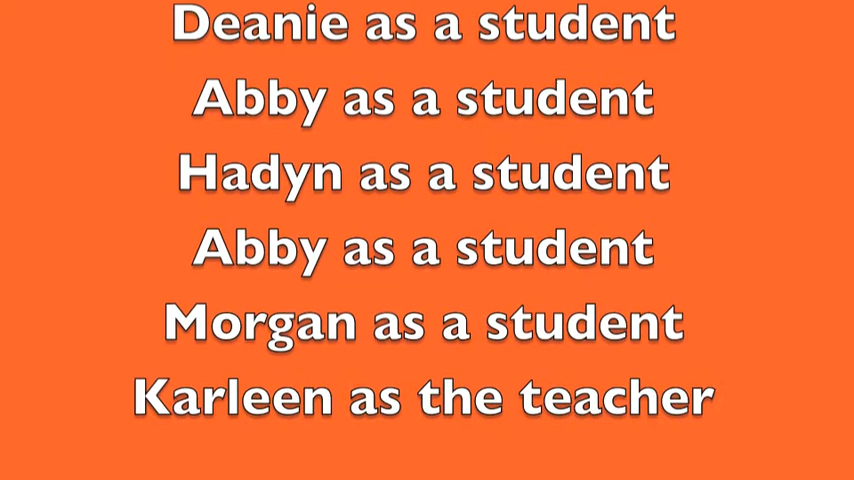 Deanie as a student
Abby as a student
Hadyn as a student
Abby as a student
Morgan as a student
Karleen as the teacher